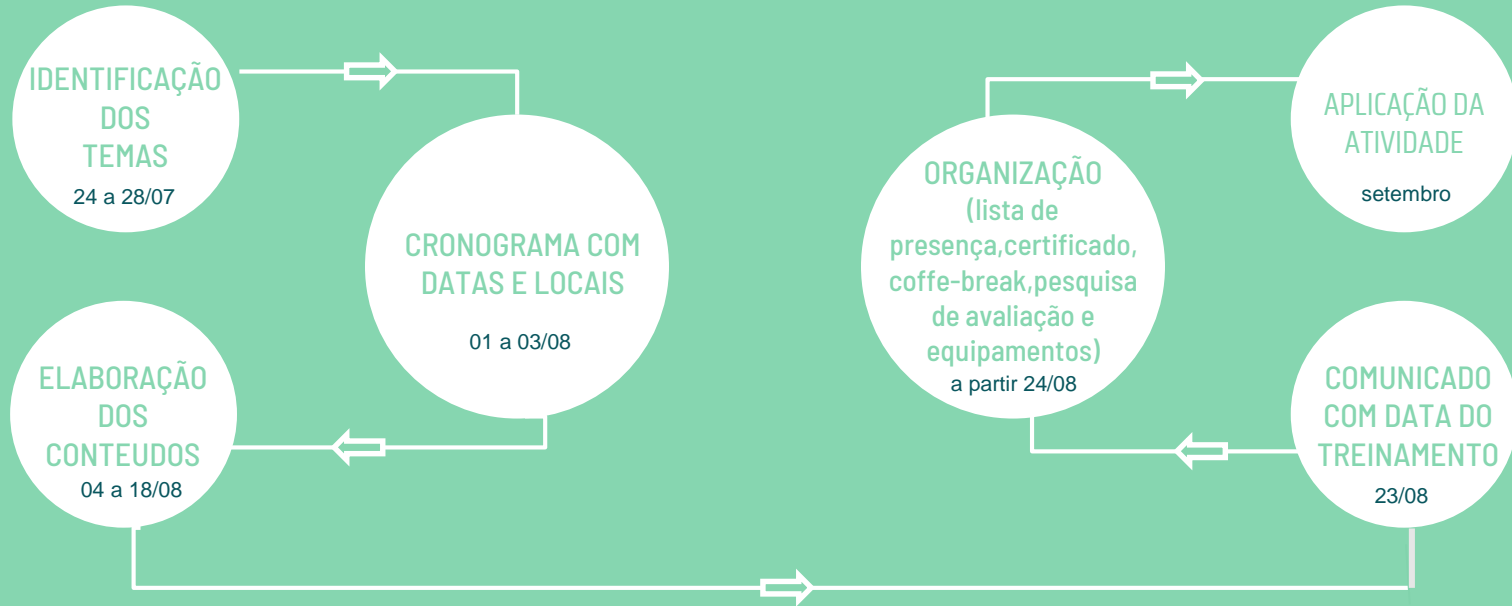 IDENTIFICAÇÃO
DOS
TEMAS
24 a 28/07
CRONOGRAMA COM
DATAS E LOCAIS
01 a 03/08
ELABORAÇÃO
DOS
CONTEUDOS
04 a 18/08
COMUNICADO
COM DATA DO
TREINAMENTO
23/08
ORGANIZAÇÃO
(lista de
presença,certificado,
coffe-break,pesquisa
de avaliação e
equipamentos)
a partir 24/08
APLICAÇÃO DA
ATIVIDADE
setembro